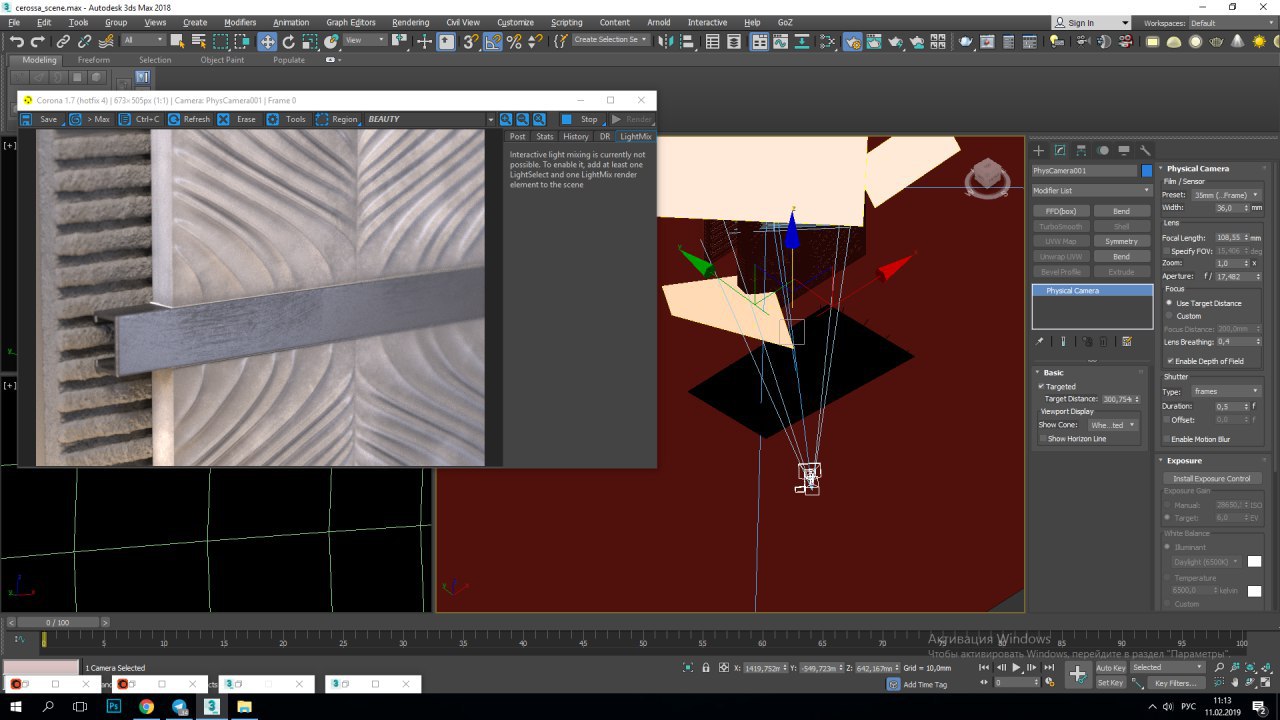 cerossa_scene.max - Autodesk 3ds Max 2018
File Edit Tools Group Views Create Modifiers Animation Graph Editors Rendering Civil View Customize Scripting Content Arnold Interactive Help GoZ
Sign In
Workspaces: Default
All
View
Create Selection Se
Modeling Freeform Selection Object Paint Populate
Corona 1.7 (hotfix 4) | 673×505px (1:1) | Camera: PhysCamera001 | Frame 0
Save > Max Ctrl+C Refresh Erase Tools Region BEAUTY Stop Render
Post Stats History DR LightMix
Interactive light mixing is currently not
possible. To enable it, add at least one
LightSelect and one LightMix render
element to the scene
[+]
[+]
PhysCamera001
Modifier List
FFD(box) Bend
TurboSmooth Shell
UVW Map Symmetry
Unwrap UVW Bend
Bevel Profile Extrude
Physical Camera
Basic
Targeted
Target Distance: 300,754
Viewport Display
Show Cone: Whe...ted
Show Horizon Line
Physical Camera
Film / Sensor
Preset: 35mm (...Frame)
Width: 36,0 mm
Lens
Focal Length: 108,55 mm
Specify FOV: 15,486 deg
Zoom: 1,0 x
Aperture: f / 17,482
Focus
Use Target Distance
Custom
Focus Distance: 300,0mm
Lens Breathing: 0,4
Enable Depth of Field
Shutter
Type: frames
Duration: 0,5 f
Offset: 0,0 f
Enable Motion Blur
Exposure
Install Exposure Control
Exposure Gain
Manual: ISO
Target: 6,0 EV
White Balance
Illuminant
Daylight (6500K)
Temperature
6500,0 kelvin
Custom
0 / 100
0 5 10 15 20 25 30 35 40 45 50 55 60 65 70 75 80 85 90 95 100
Активация Windows
Чтобы активировать Windows, перейдите в раздел "Параметры".
1 Camera Selected
X: 1419,752m Y: -549,723m Z: 642,167mm Grid = 10,0mm
Auto Key Selected
Add Time Tag
0
Set Key Key Filters...
РУС
11:13
11.02.2019